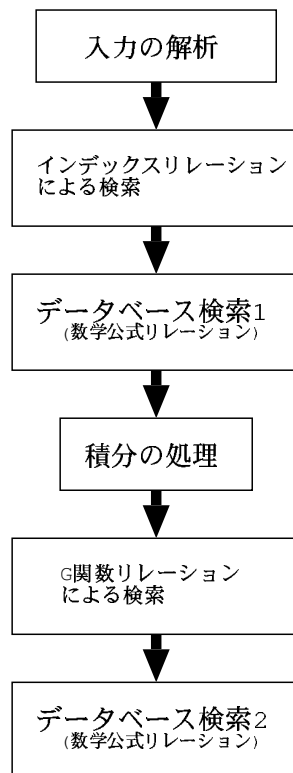 入力の解析
インデックスリレーション
による検索
データベース検索1
(数学公式リレーション)
積分の処理
G関数リレーション
による検索
データベース検索2
(数学公式リレーション)